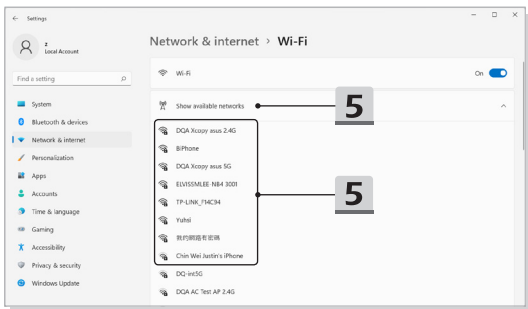 Settings
z
Local Account
Find a setting
System
Bluetooth & devices
Network & internet
Personalization
Apps
Accounts
Time & language
Gaming
Accessibility
Privacy & security
Windows Update
Network & internet > Wi-Fi
Wi-Fi
On
Show available networks
5
DQA Xcopy asus 2.4G
BiPhone
DQA Xcopy asus 5G
ELVISSMLEE-NB4 3001
TP-LINK_F14C94
5
Yuhsi
我的網路有密碼
Chin Wei Justin's iPhone
DQ-int5G
DQA AC Test AP 2.4G